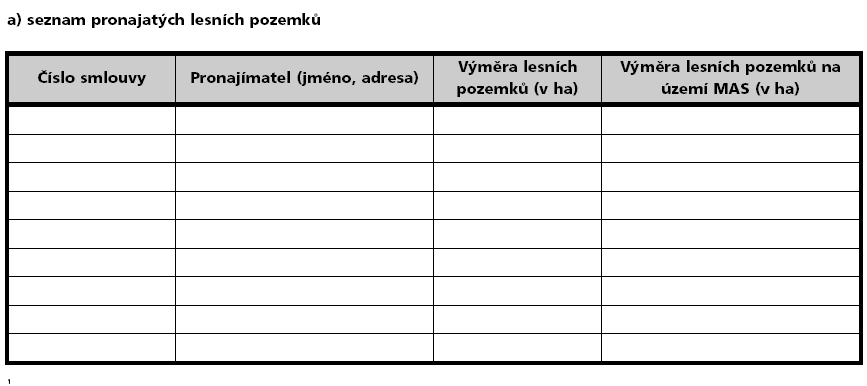 a) seznam pronajatých lesních pozemků
Číslo smlouvy
Pronajímatel (jméno, adresa)
Výměra lesních
pozemků (v ha)
Výměra lesních pozemků na
území MAS (v ha)
1